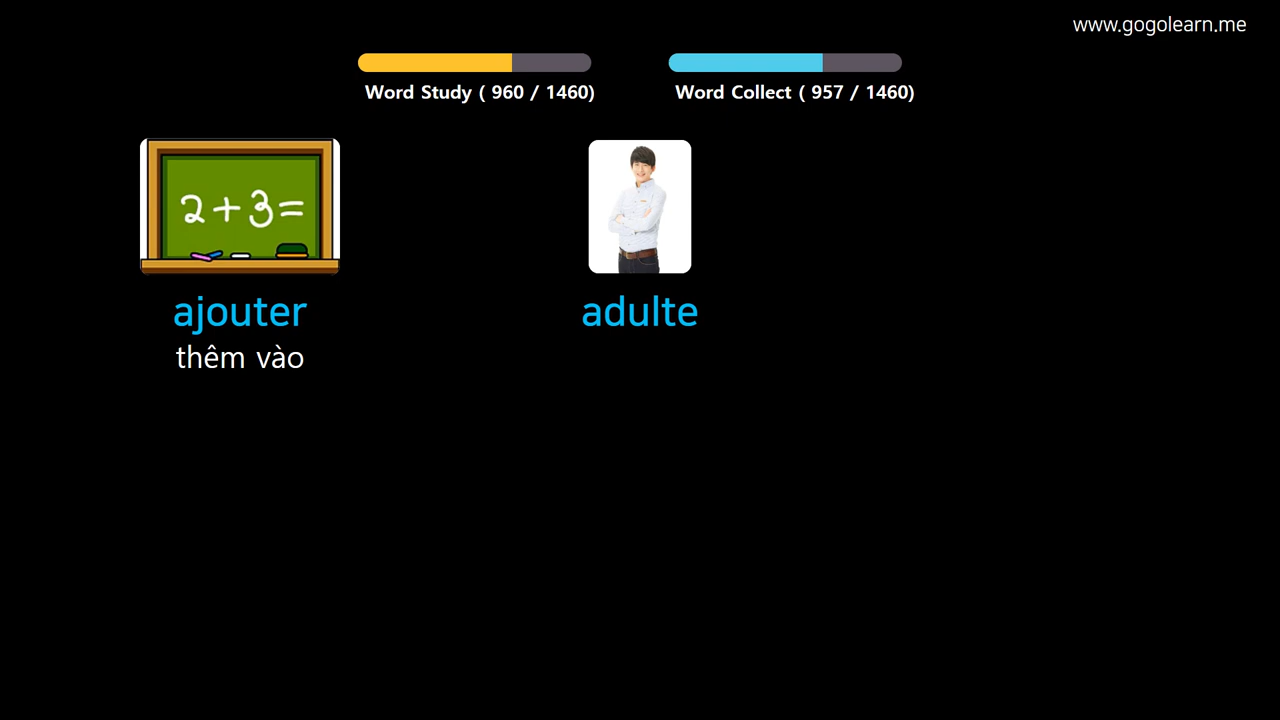 www.gogolearn.me
Word Study ( 960 / 1460)
Word Collect ( 957 / 1460)
2+3=
ajouter
thêm vào
adulte